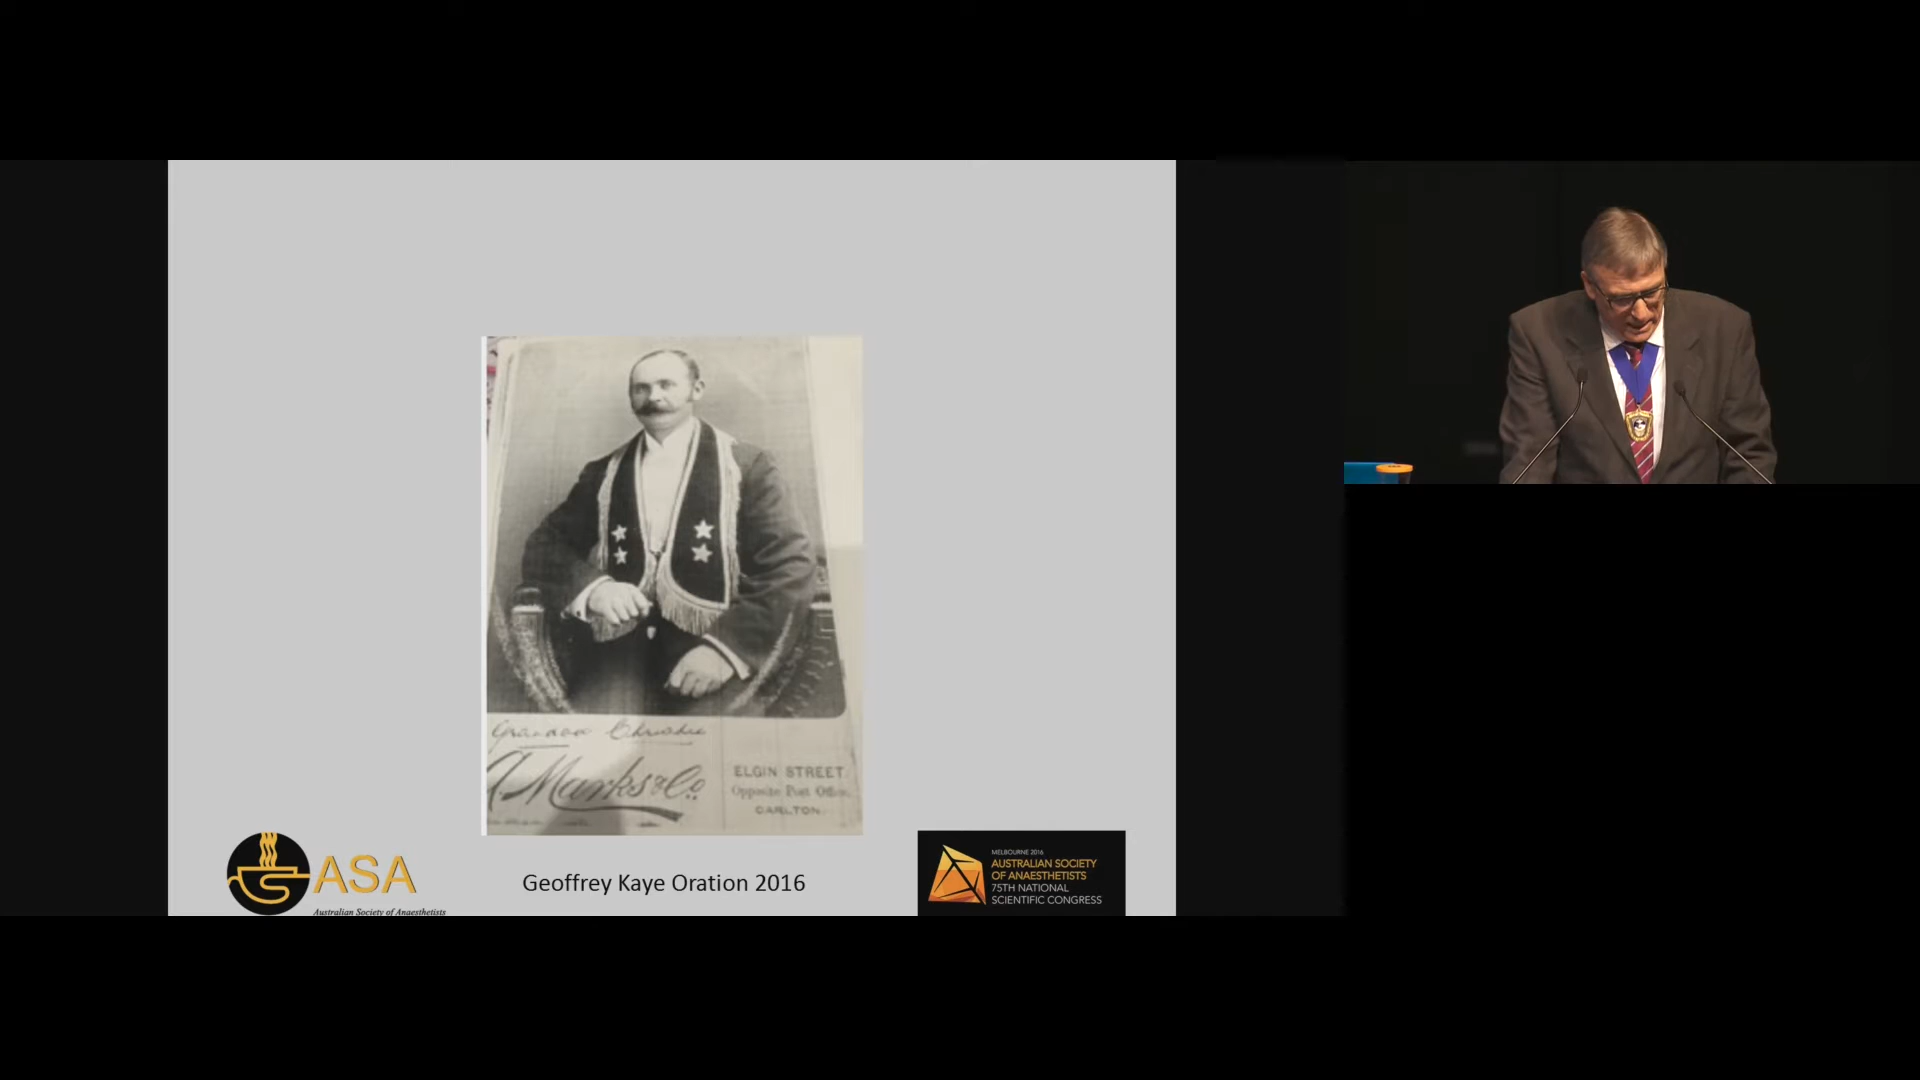 Grandad Christie
A. Marks & Co.
ELGIN STREET
Opposite Post Office,
CARLTON.
ASA
Australian Society of Anaesthetists
Geoffrey Kaye Oration 2016
MELBOURNE 2016
AUSTRALIAN SOCIETY
OF ANAESTHETISTS
75TH NATIONAL
SCIENTIFIC CONGRESS